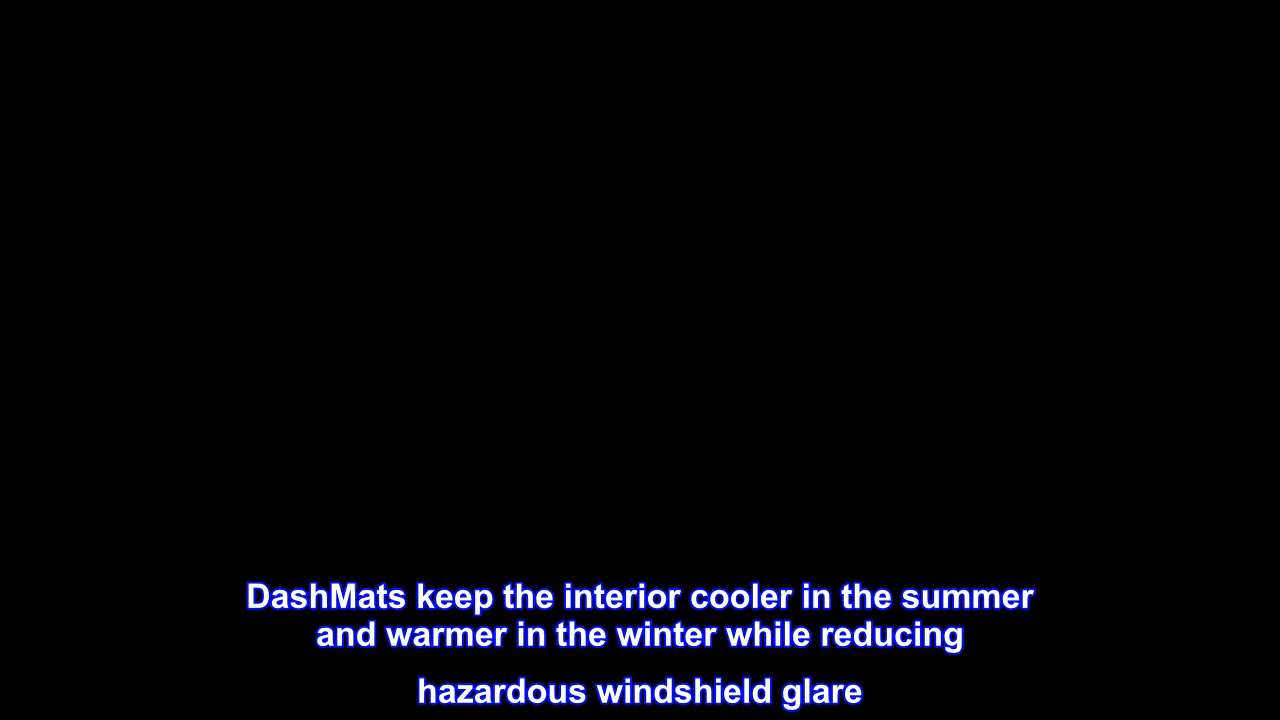 DashMats keep the interior cooler in the summer
and warmer in the winter while reducing
hazardous windshield glare